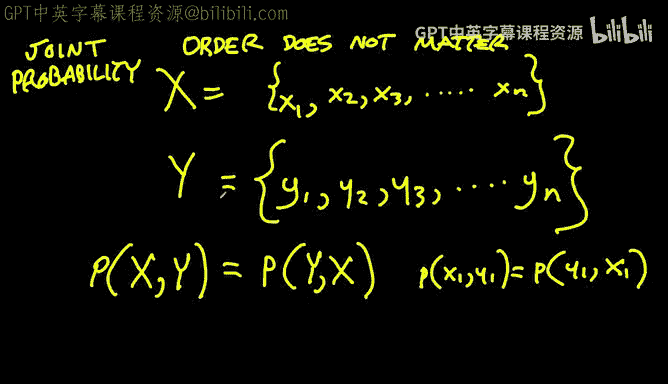 GPT中英字幕课程资源@bilibili.com
GPT中英字幕课程资源 bilibili
JOINT PROBABILITY
ORDER DOES NOT MATTER
X = {x1, x2, x3, ..... xn}
Y = {y1, y2, y3, .... yn}
P(X,Y) = P(Y,X) p(x1,y1) = p(y1,x1)